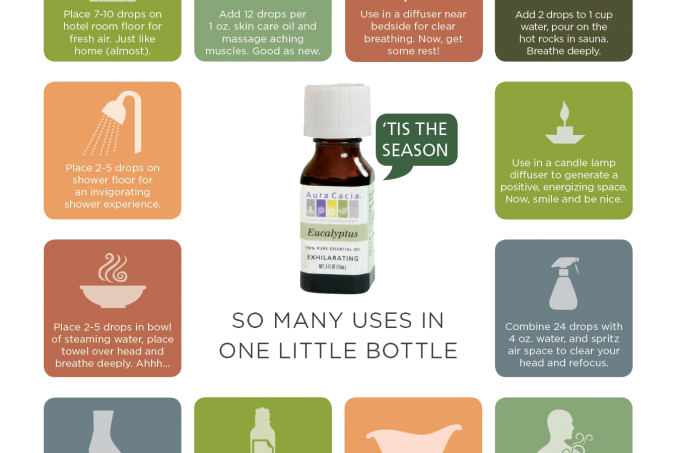 Place 7-10 drops on
hotel room floor for
fresh air. Just like
home (almost).
Add 12 drops per
1 oz. skin care oil and
massage aching
muscles. Good as new.
Use in a diffuser near
bedside for clear
breathing. Now, get
some rest!
Add 2 drops to 1 cup
water, pour on the
hot rocks in sauna.
Breathe deeply.
Place 2-5 drops on
shower floor for
an invigorating
shower experience.
'TIS THE
SEASON
AuraCacia
Eucalyptus
100% PURE ESSENTIAL OIL
EXHILARATING
NET .5 FL OZ (15mL)
Use in a candle lamp
diffuser to generate a
positive, energizing space.
Now, smile and be nice.
Place 2-5 drops in bowl
of steaming water, place
towel over head and
breathe deeply. Ahhh...
SO MANY USES IN
ONE LITTLE BOTTLE
Combine 24 drops with
4 oz. water, and spritz
air space to clear your
head and refocus.